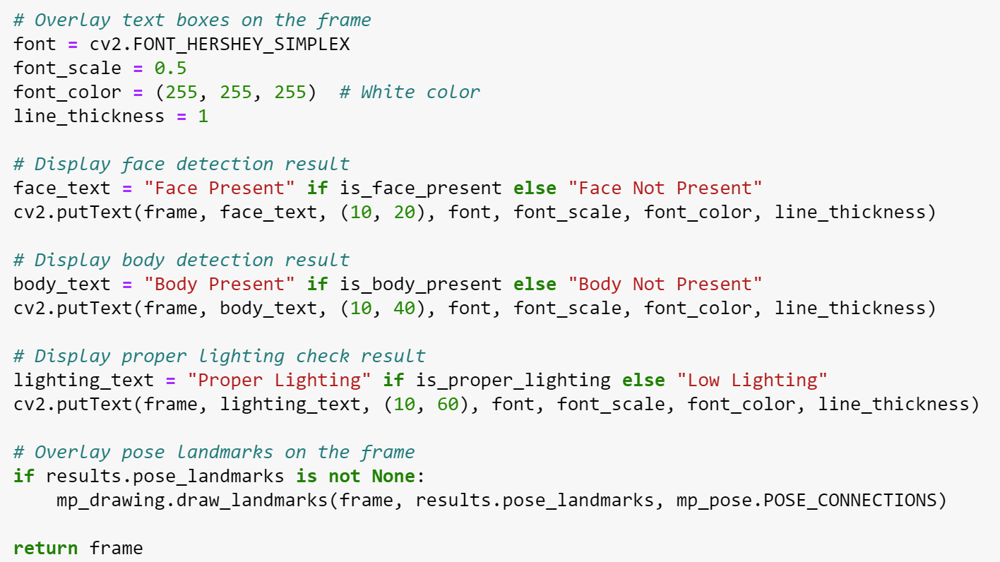 # Overlay text boxes on the frame
font = cv2.FONT_HERSHEY_SIMPLEX
font_scale = 0.5
font_color = (255, 255, 255)  # White color
line_thickness = 1

# Display face detection result
face_text = "Face Present" if is_face_present else "Face Not Present"
cv2.putText(frame, face_text, (10, 20), font, font_scale, font_color, line_thickness)

# Display body detection result
body_text = "Body Present" if is_body_present else "Body Not Present"
cv2.putText(frame, body_text, (10, 40), font, font_scale, font_color, line_thickness)

# Display proper lighting check result
lighting_text = "Proper Lighting" if is_proper_lighting else "Low Lighting"
cv2.putText(frame, lighting_text, (10, 60), font, font_scale, font_color, line_thickness)

# Overlay pose landmarks on the frame
if results.pose_landmarks is not None:
    mp_drawing.draw_landmarks(frame, results.pose_landmarks, mp_pose.POSE_CONNECTIONS)

return frame